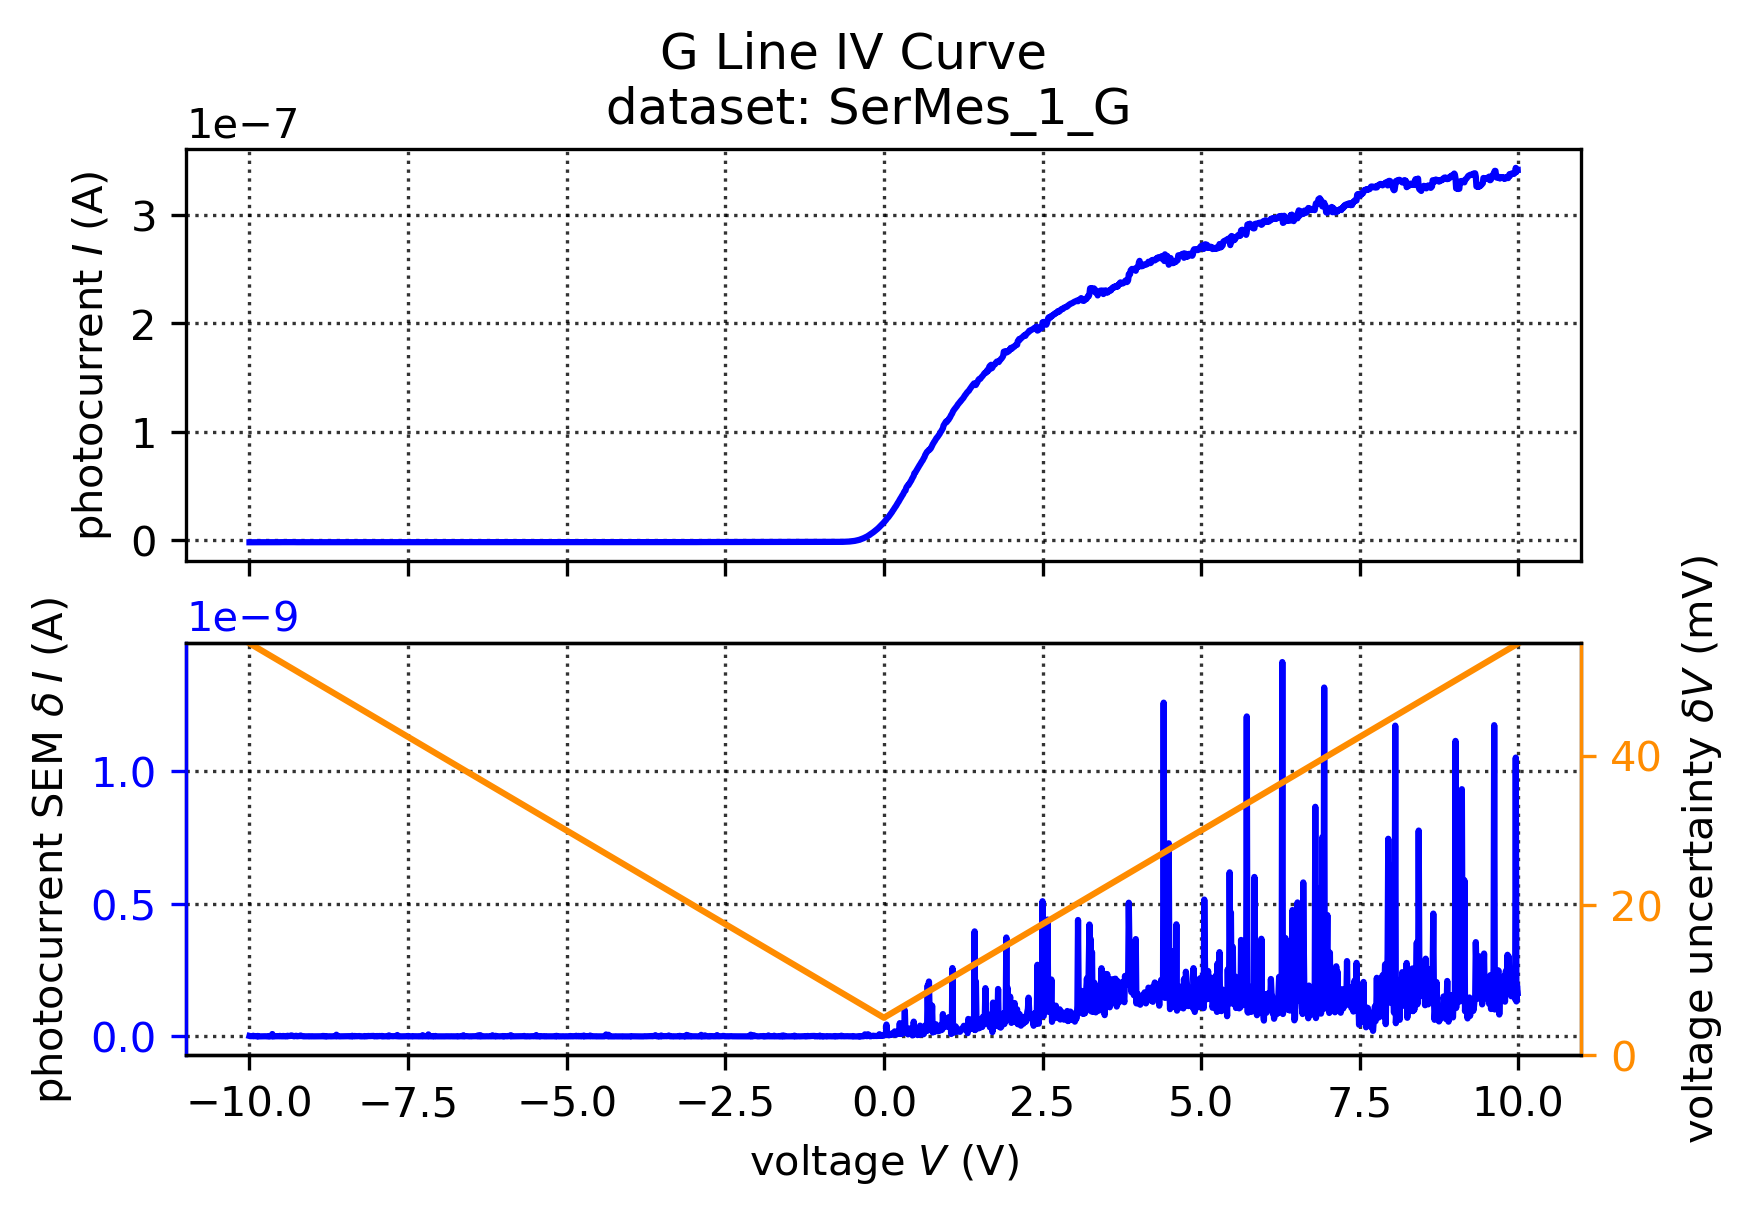 G Line IV Curve
dataset: SerMes_1_G
1e−7
photocurrent I (A)
3
2
1
0
1e−9
photocurrent SEM δ I (A)
1.0
0.5
0.0
40
20
0
voltage uncertainty δV (mV)
−10.0 −7.5 −5.0 −2.5 0.0 2.5 5.0 7.5 10.0
voltage V (V)